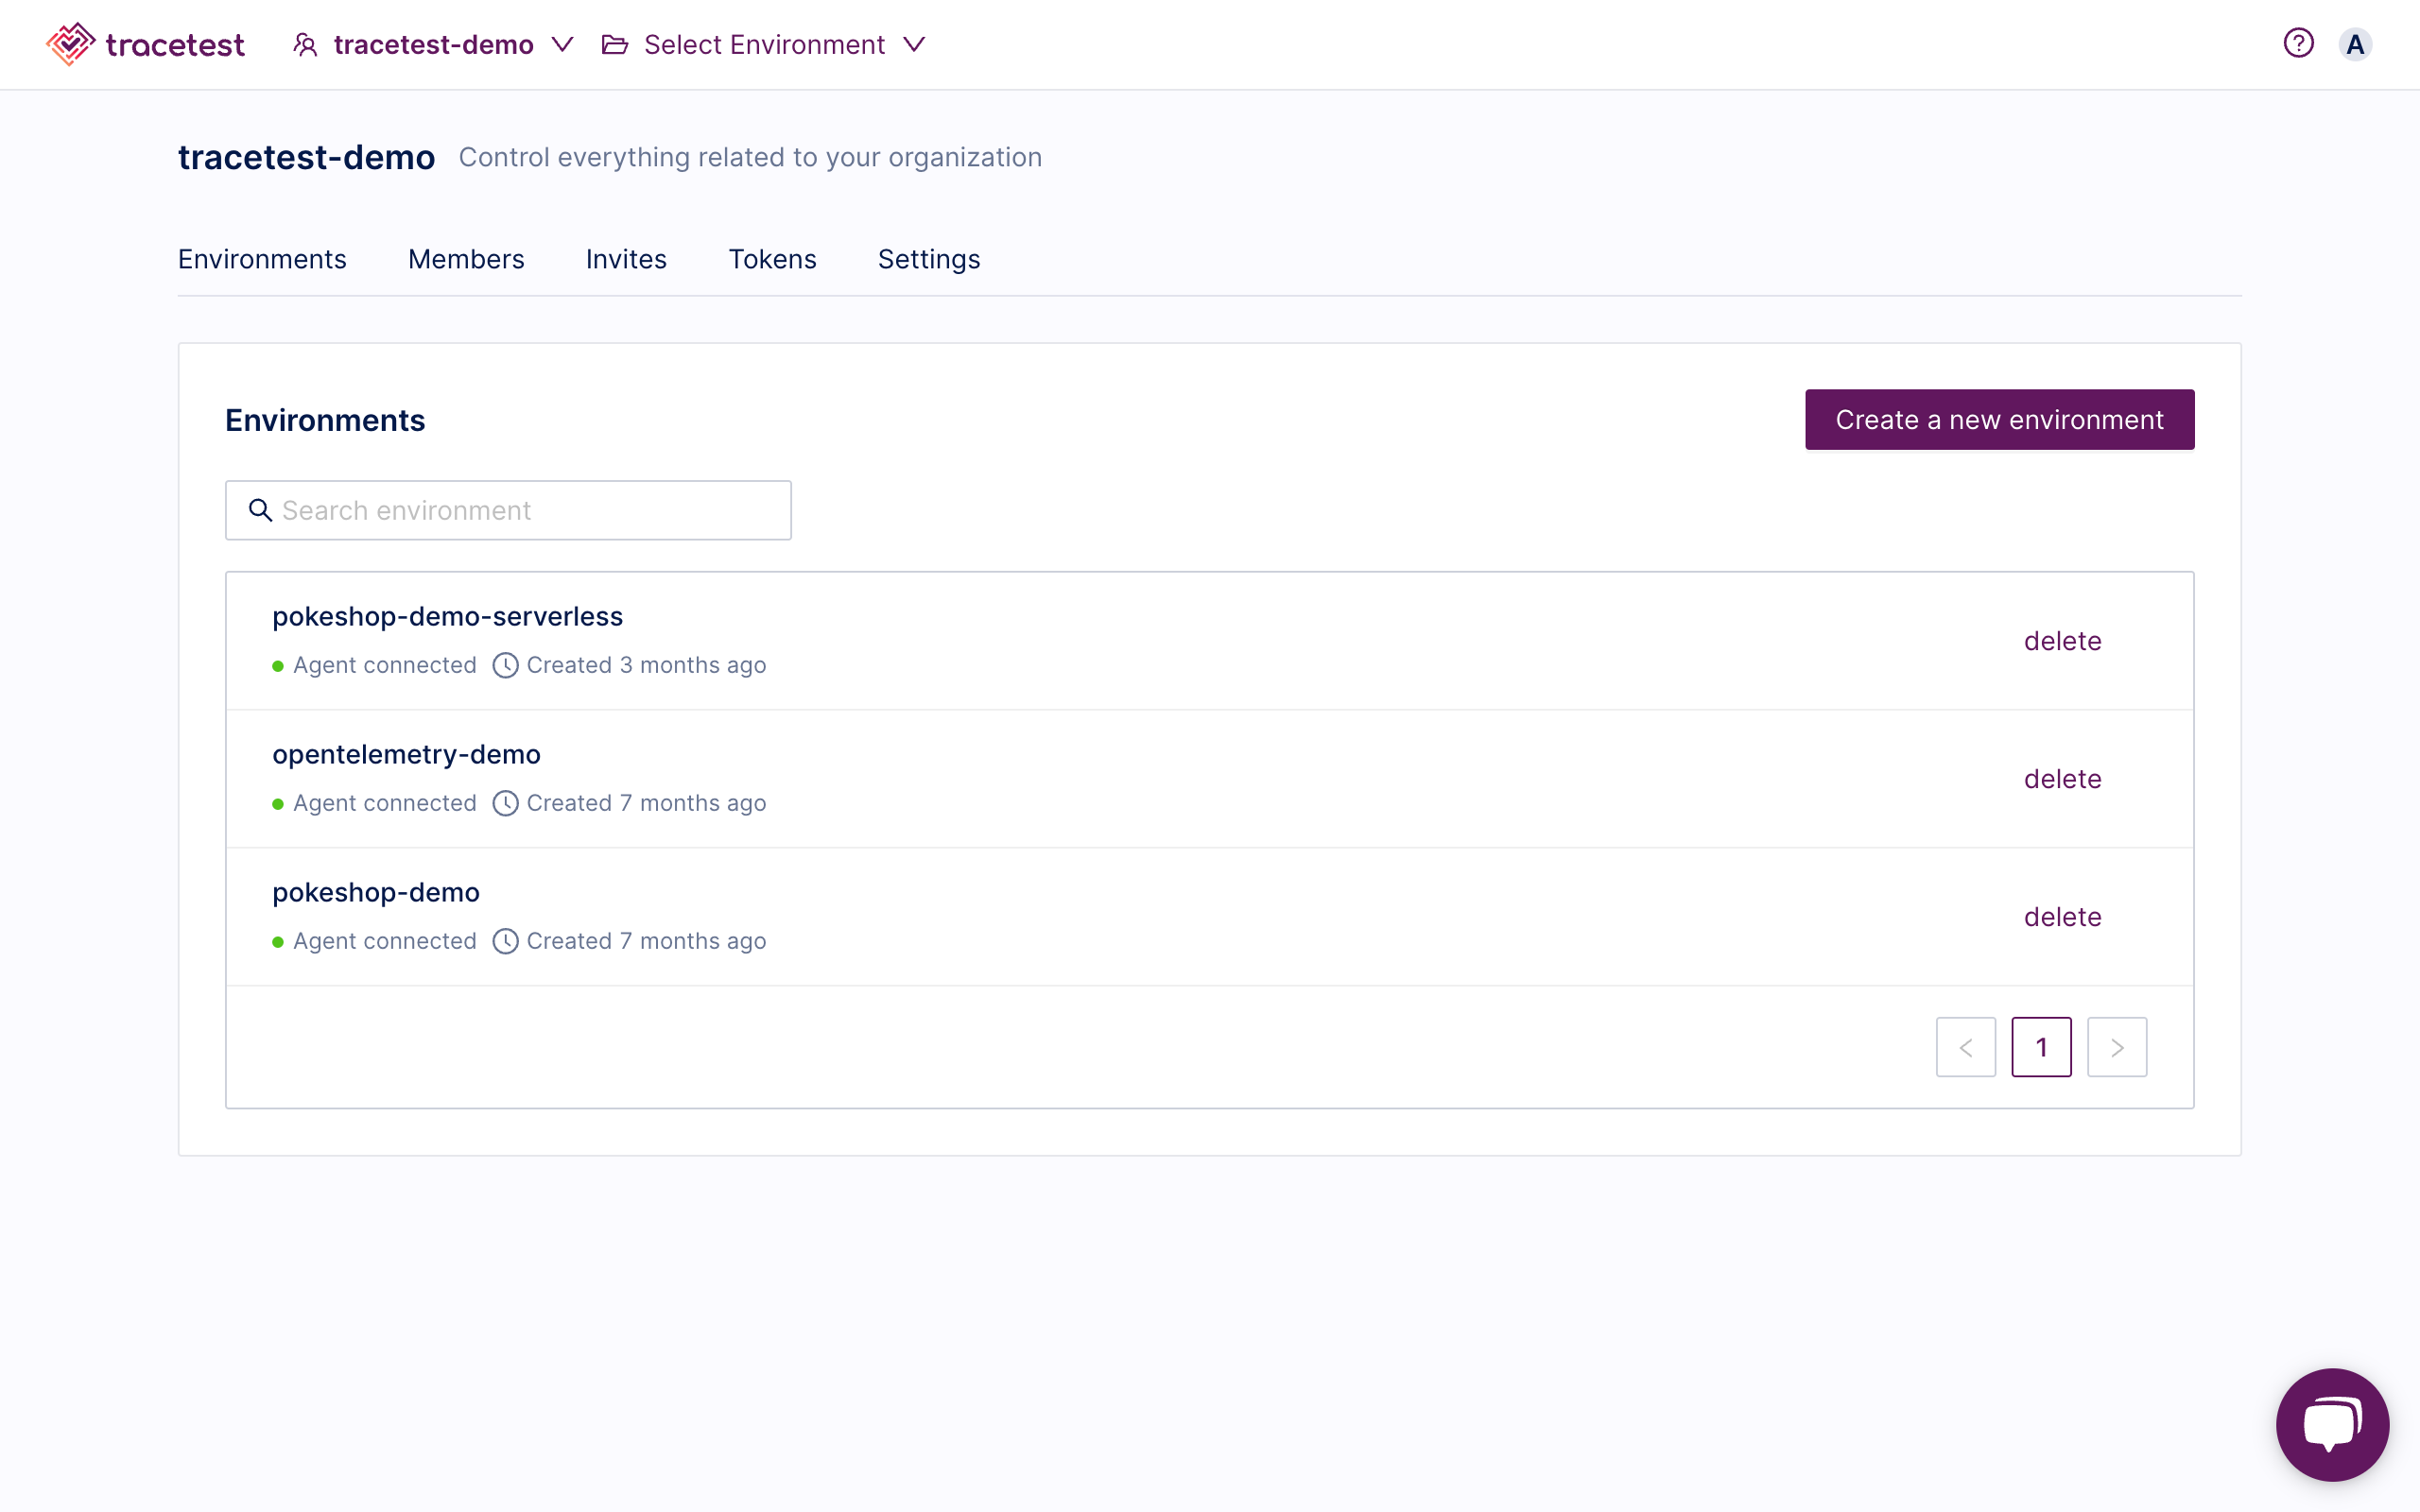 tracetest tracetest-demo Select Environment ? A
tracetest-demo Control everything related to your organization
Environments Members Invites Tokens Settings
Environments Create a new environment
Search environment
pokeshop-demo-serverless
Agent connected Created 3 months ago
delete
opentelemetry-demo
Agent connected Created 7 months ago
delete
pokeshop-demo
Agent connected Created 7 months ago
delete
< 1 >